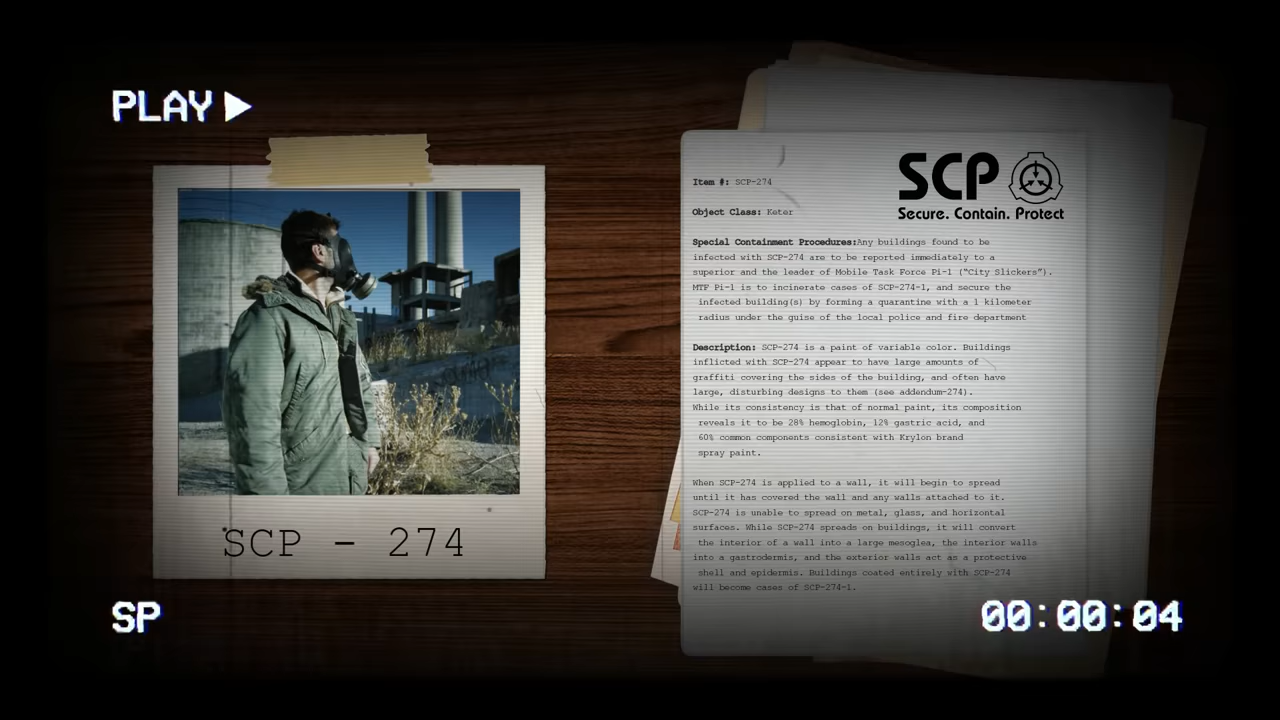 PLAY
SCP
Secure. Contain. Protect
Item #: SCP-274
Object Class: Keter
Special Containment Procedures:Any buildings found to be
infected with SCP-274 are to be reported immediately to a
superior and the leader of Mobile Task Force Pi-1 (“City Slickers”).
MTF Pi-1 is to incinerate cases of SCP-274-1, and secure the
infected building(s) by forming a quarantine with a 1 kilometer
radius under the guise of the local police and fire department
Description: SCP-274 is a paint of variable color. Buildings
inflicted with SCP-274 appear to have large amounts of
graffiti covering the sides of the building, and often have
large, disturbing designs to them (see addendum-274).
While its consistency is that of normal paint, its composition
reveals it to be 28% hemoglobin, 12% gastric acid, and
60% common components consistent with Krylon brand
spray paint.
When SCP-274 is applied to a wall, it will begin to spread
until it has covered the wall and any walls attached to it.
SCP-274 is unable to spread on metal, glass, and horizontal
surfaces. While SCP-274 spreads on buildings, it will convert
the interior of a wall into a large mesoglea, the interior walls
into a gastrodermis, and the exterior walls act as a protective
shell and epidermis. Buildings coated entirely with SCP-274
will become cases of SCP-274-1.
SCP - 274
SP
00:00:04